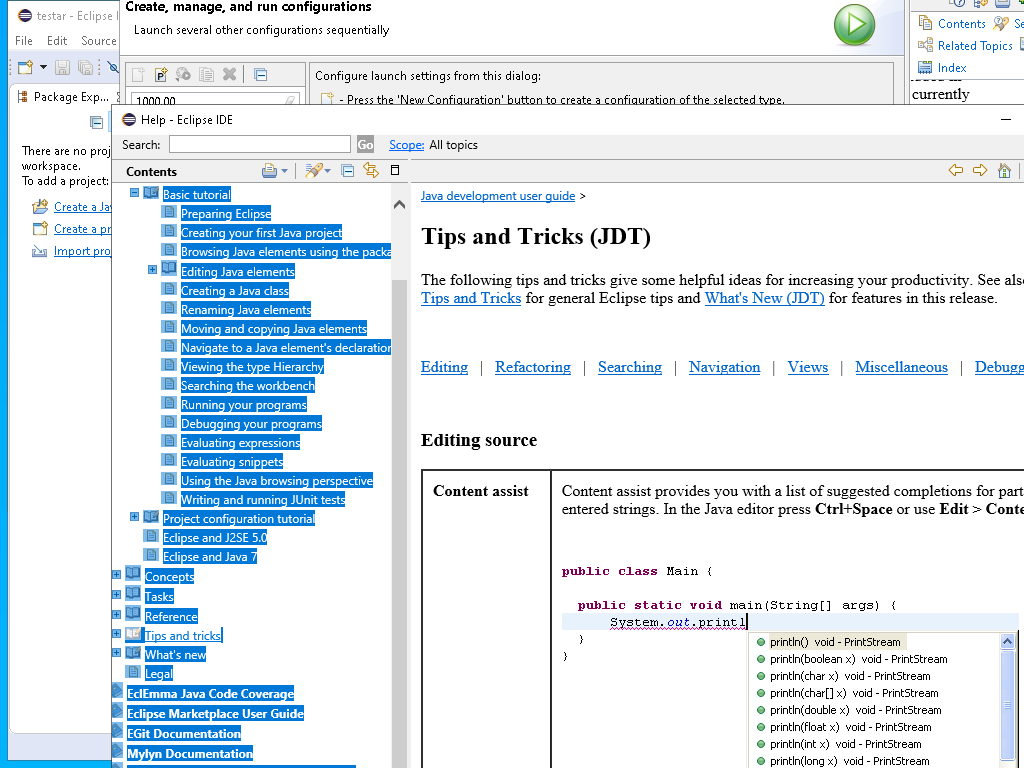 testar - Eclipse I
File Edit Source
Package Exp...
There are no proj
workspace.
To add a project:
Create a Ja
Create a pr
Import pro
Create, manage, and run configurations
Launch several other configurations sequentially
1000.00
Configure launch settings from this dialog:
- Press the 'New Configuration' button to create a configuration of the selected type.
Contents
Se
Related Topics
Index
currently
Help - Eclipse IDE
Search:
Go
Scope: All topics
Contents
Basic tutorial
Preparing Eclipse
Creating your first Java project
Browsing Java elements using the packa
Editing Java elements
Creating a Java class
Renaming Java elements
Moving and copying Java elements
Navigate to a Java element's declaration
Viewing the type Hierarchy
Searching the workbench
Running your programs
Debugging your programs
Evaluating expressions
Evaluating snippets
Using the Java browsing perspective
Writing and running JUnit tests
Project configuration tutorial
Eclipse and J2SE 5.0
Eclipse and Java 7
Concepts
Tasks
Reference
Tips and tricks
What's new
Legal
EclEmma Java Code Coverage
Eclipse Marketplace User Guide
EGit Documentation
Mylyn Documentation
Java development user guide >
Tips and Tricks (JDT)
The following tips and tricks give some helpful ideas for increasing your productivity. See also
Tips and Tricks for general Eclipse tips and What's New (JDT) for features in this release.
Editing | Refactoring | Searching | Navigation | Views | Miscellaneous | Debugg
Editing source
Content assist
Content assist provides you with a list of suggested completions for part
entered strings. In the Java editor press Ctrl+Space or use Edit > Conte
public class Main {
public static void main(String[] args) {
System.out.printl
}
}
println() void - PrintStream
println(boolean x) void - PrintStream
println(char x) void - PrintStream
println(char[] x) void - PrintStream
println(double x) void - PrintStream
println(float x) void - PrintStream
println(int x) void - PrintStream
println(long x) void - PrintStream